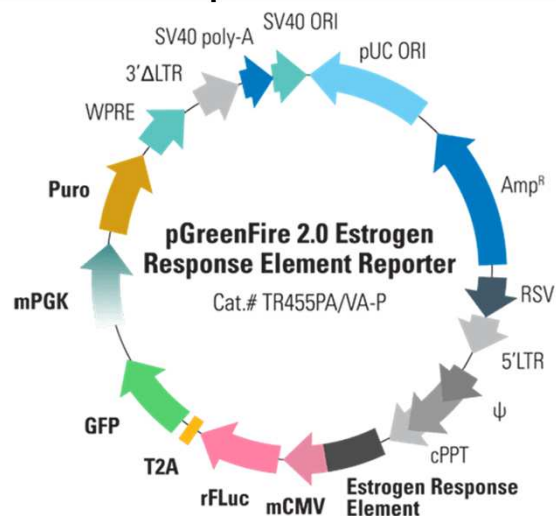 SV40 ORI
SV40 poly-A
pUC ORI
3'ΔLTR
WPRE
Ampᴿ
Puro
pGreenFire 2.0 Estrogen
Response Element Reporter
Cat.# TR455PA/VA-P
mPGK
RSV
5'LTR
ψ
GFP
cPPT
T2A
Estrogen Response
Element
rFLuc
mCMV